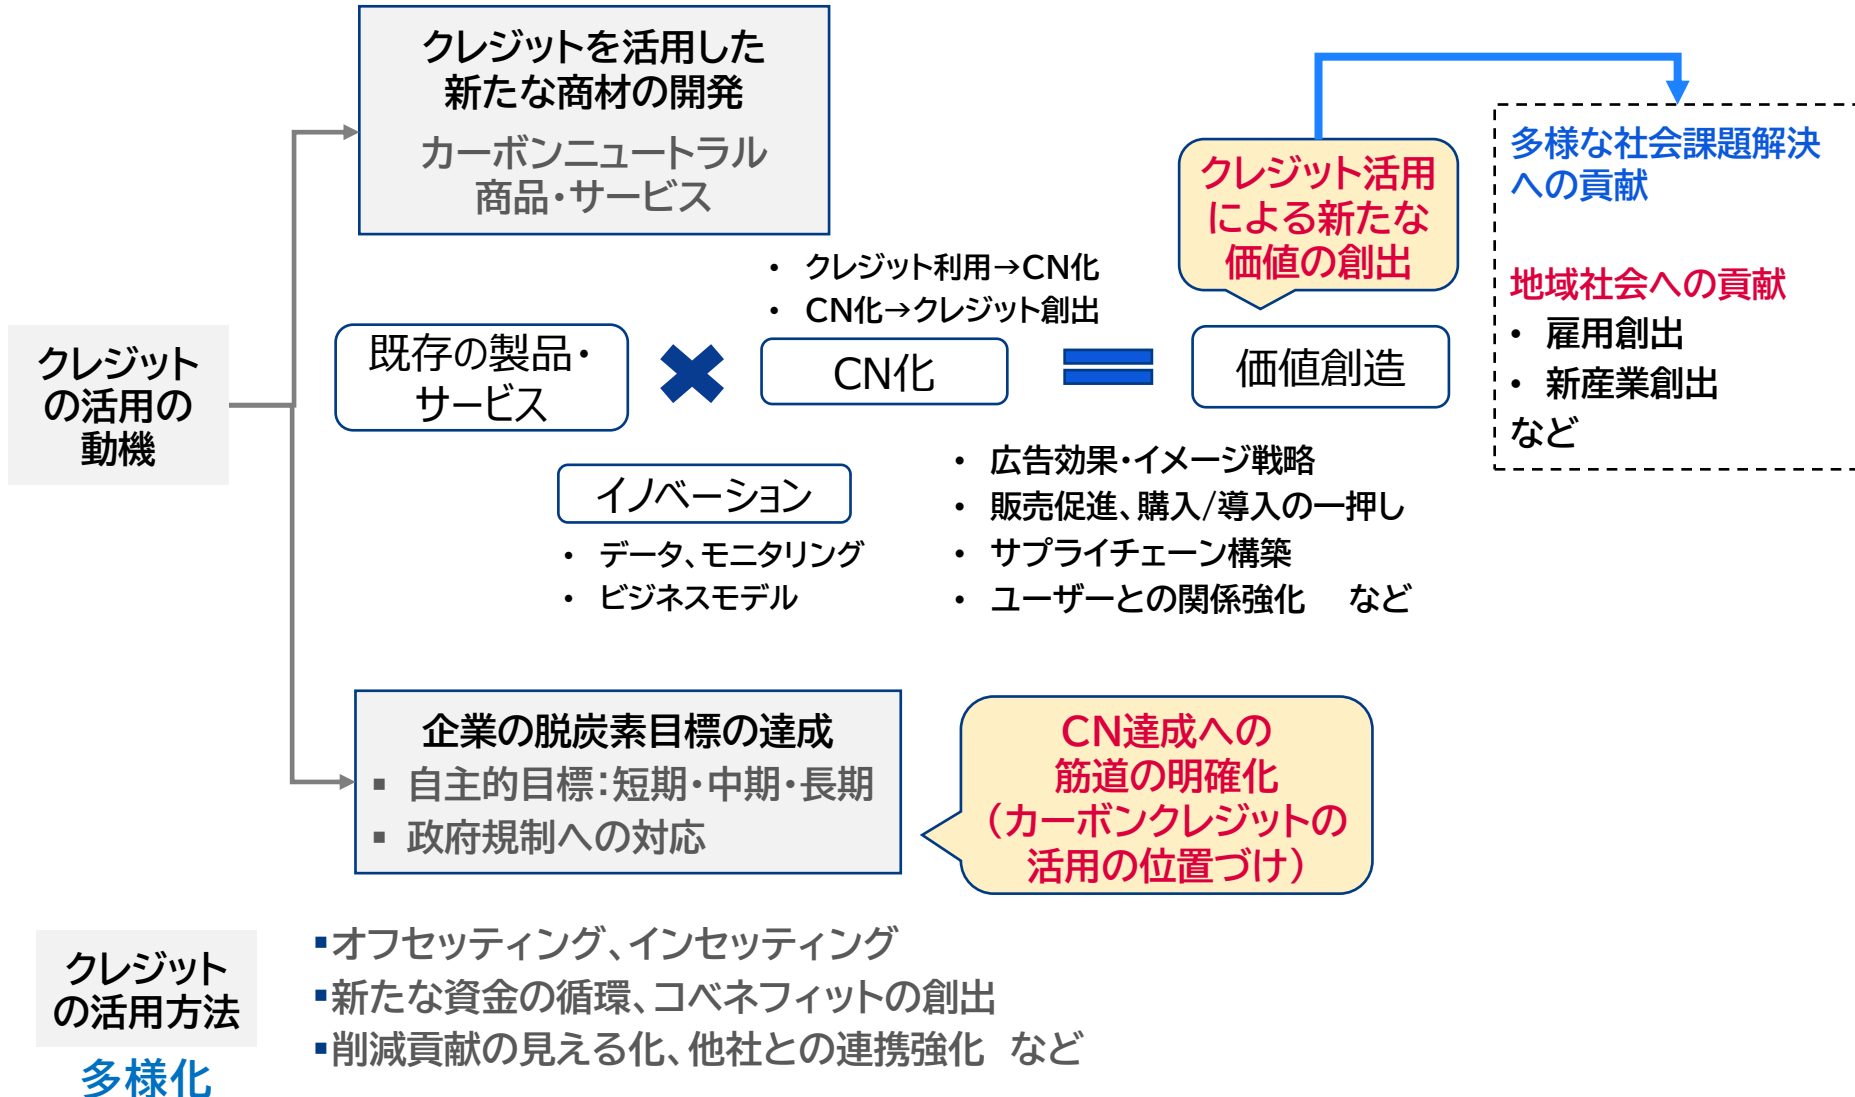 クレジットを活用した
新たな商材の開発
カーボンニュートラル
商品・サービス
クレジット活用
による新たな
価値の創出
多様な社会課題解決
への貢献
地域社会への貢献
• 雇用創出
• 新産業創出
など
• クレジット利用→CN化
• CN化→クレジット創出
クレジット
の活用の
動機
既存の製品・
サービス
CN化
価値創造
イノベーション
• データ、モニタリング
• ビジネスモデル
• 広告効果・イメージ戦略
• 販売促進、購入/導入の一押し
• サプライチェーン構築
• ユーザーとの関係強化 など
企業の脱炭素目標の達成
▪ 自主的目標：短期・中期・長期
▪ 政府規制への対応
CN達成への
筋道の明確化
（カーボンクレジットの
活用の位置づけ）
クレジット
の活用方法
多様化
▪オフセッティング、インセッティング
▪新たな資金の循環、コベネフィットの創出
▪削減貢献の見える化、他社との連携強化 など